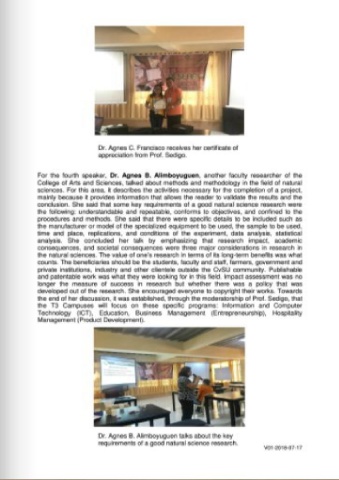 Dr. Agnes C. Francisco receives her certificate of
appreciation from Prof. Sedigo.
For the fourth speaker, Dr. Agnes B. Alimboyuguen, another faculty researcher of the
College of Arts and Sciences, talked about methods and methodology in the field of natural
sciences. For this area, it describes the activities necessary for the completion of a project,
mainly because it provides information that allows the reader to validate the results and the
conclusion. She said that some key requirements of a good natural science research were
the following: understandable and repeatable, conforms to objectives, and confined to the
procedures and methods. She said that there were specific details to be included such as
the manufacturer or model of the specialized equipment to be used, the sample to be used,
time and place, replications, and conditions of the experiment, data analysis, statistical
analysis. She concluded her talk by emphasizing that research impact, academic
consequences, and societal consequences were three major considerations in research in
the natural sciences. The value of one's research in terms of its long-term benefits was what
counts. The beneficiaries should be the students, faculty and staff, farmers, government and
private institutions, industry and other clientele outside the CvSU community. Publishable
and patentable work was what they were looking for in this field. Impact assessment was no
longer the measure of success in research but whether there was a policy that was
developed out of the research. She encouraged everyone to copyright their works. Towards
the end of her discussion, it was established, through the moderatorship of Prof. Sedigo, that
the T3 Campuses will focus on these specific programs: Information and Computer
Technology (ICT), Education, Business Management (Entrepreneurship), Hospitality
Management (Product Development).
Dr. Agnes B. Alimboyuguen talks about the key
requirements of a good natural science research.
V01-2018-07-17